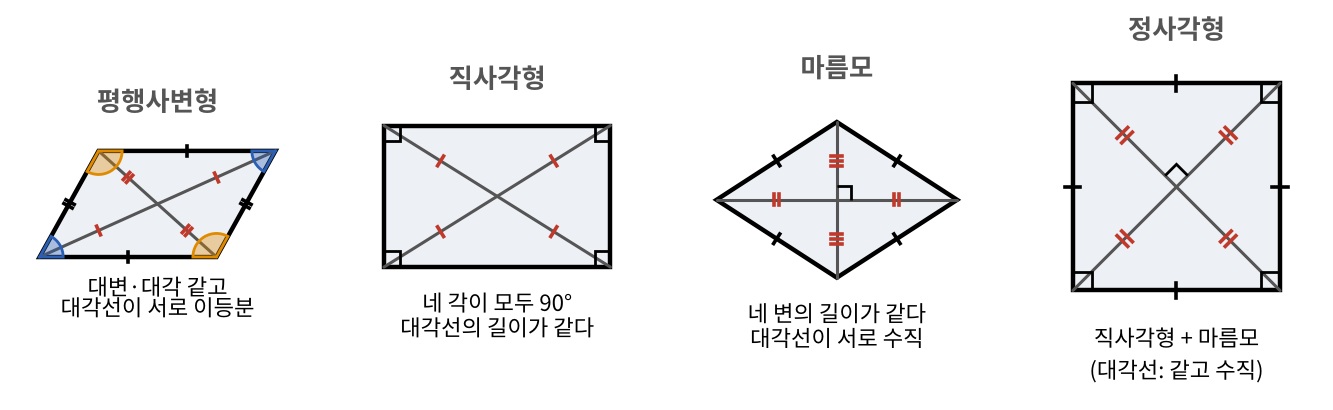 평행사변형
대변·대각 같고
대각선이 서로 이등분
직사각형
네 각이 모두 90°
대각선의 길이가 같다
마름모
네 변의 길이가 같다
대각선이 서로 수직
정사각형
직사각형 + 마름모
(대각선: 같고 수직)